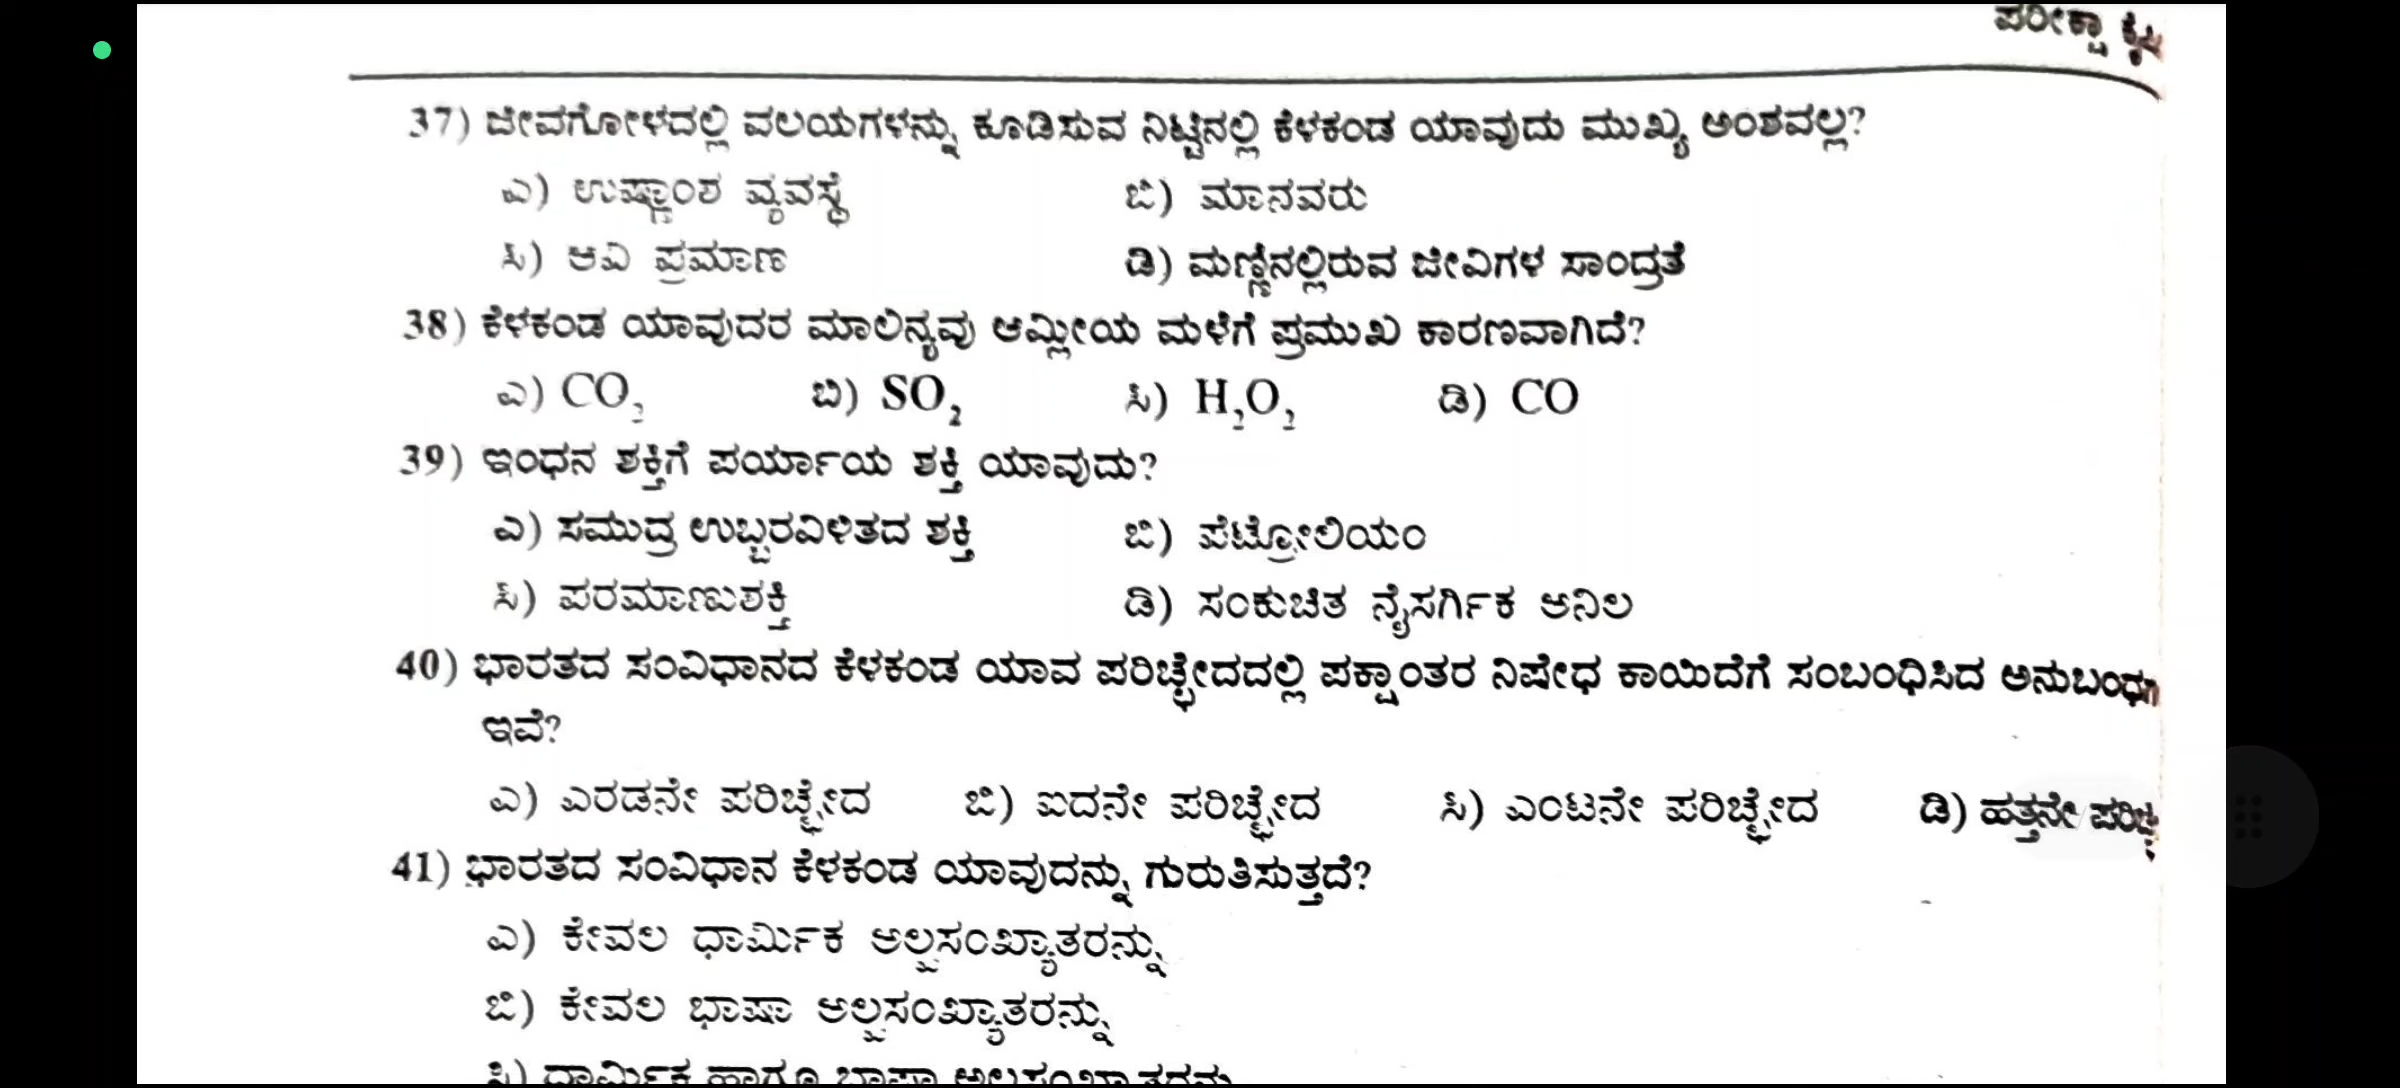 ಪರೀಕ್ಷಾ
37) ಜೀವಗೋಳದಲ್ಲಿ ವಲಯಗಳನ್ನು ಕೂಡಿಸುವ ನಿಟ್ಟಿನಲ್ಲಿ ಕೆಳಕಂಡ ಯಾವುದು ಮುಖ್ಯ ಅಂಶವಲ್ಲ?
ಎ) ಉಷ್ಣಾಂಶ ವ್ಯವಸ್ಥೆ ಬಿ) ಮಾನವರು
ಸಿ) ಆವಿ ಪ್ರಮಾಣ ಡಿ) ಮಣ್ಣಿನಲ್ಲಿರುವ ಜೀವಿಗಳ ಸಾಂದ್ರತೆ
38) ಕೆಳಕಂಡ ಯಾವುದರ ಮಾಲಿನ್ಯವು ಆಮ್ಲೀಯ ಮಳೆಗೆ ಪ್ರಮುಖ ಕಾರಣವಾಗಿದೆ?
ಎ) CO₂ ಬಿ) SO₂ ಸಿ) H₂O₂ ಡಿ) CO
39) ಇಂಧನ ಶಕ್ತಿಗೆ ಪರ್ಯಾಯ ಶಕ್ತಿ ಯಾವುದು?
ಎ) ಸಮುದ್ರ ಉಬ್ಬರವಿಳಿತದ ಶಕ್ತಿ ಬಿ) ಪೆಟ್ರೋಲಿಯಂ
ಸಿ) ಪರಮಾಣುಶಕ್ತಿ ಡಿ) ಸಂಕುಚಿತ ನೈಸರ್ಗಿಕ ಅನಿಲ
40) ಭಾರತದ ಸಂವಿಧಾನದ ಕೆಳಕಂಡ ಯಾವ ಪರಿಚ್ಛೇದದಲ್ಲಿ ಪಕ್ಷಾಂತರ ನಿಷೇಧ ಕಾಯಿದೆಗೆ ಸಂಬಂಧಿಸಿದ
ಇವೆ?
ಎ) ಎರಡನೇ ಪರಿಚ್ಛೇದ ಬಿ) ಐದನೇ ಪರಿಚ್ಛೇದ ಸಿ) ಎಂಟನೇ ಪರಿಚ್ಛೇದ ಡಿ) ಹತ್ತನೇ
41) ಭಾರತದ ಸಂವಿಧಾನ ಕೆಳಕಂಡ ಯಾವುದನ್ನು ಗುರುತಿಸುತ್ತದೆ?
ಎ) ಕೇವಲ ಧಾರ್ಮಿಕ ಅಲ್ಪಸಂಖ್ಯಾತರನ್ನು
ಬಿ) ಕೇವಲ ಭಾಷಾ ಅಲ್ಪಸಂಖ್ಯಾತರನ್ನು
ಸಿ) ಧಾರ್ಮಿಕ ಹಾಗೂ ಭಾಷಾ ಅಲ್ಪಸಂಖ್ಯಾತರನ್ನು